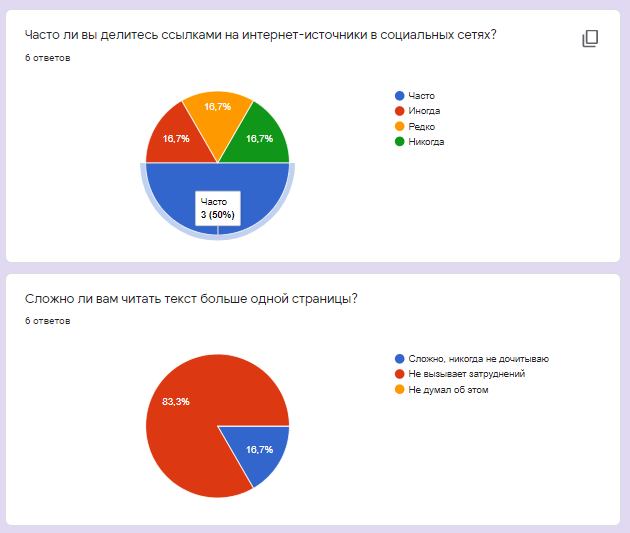 Часто ли вы делитесь ссылками на интернет-источники в социальных сетях?
6 ответов
16,7%
16,7%
16,7%
Часто
3 (50%)
Часто
Иногда
Редко
Никогда
Сложно ли вам читать текст больше одной страницы?
6 ответов
83,3%
16,7%
Сложно, никогда не дочитываю
Не вызывает затруднений
Не думал об этом